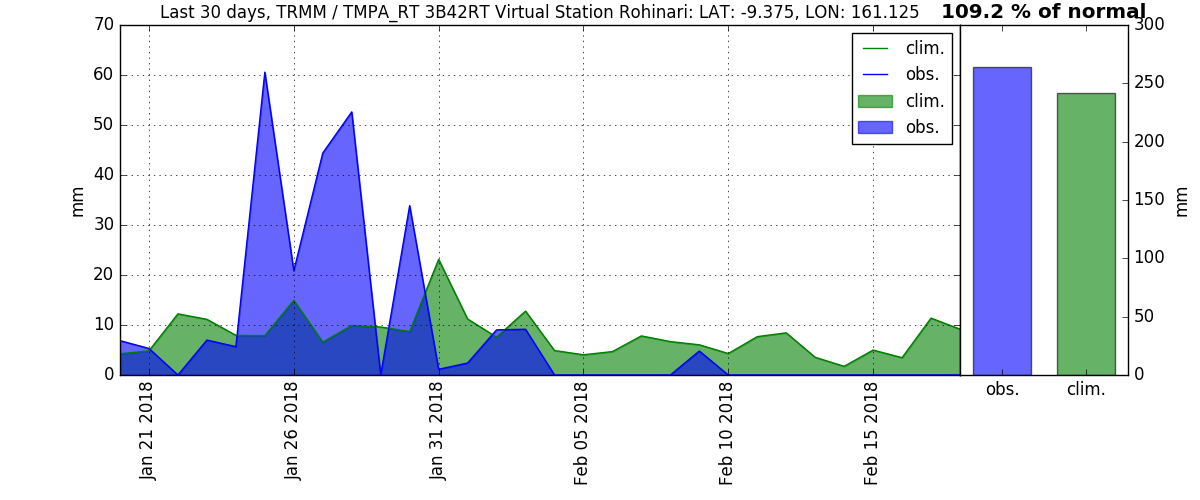 Last 30 days, TRMM / TMPA_RT 3B42RT Virtual Station Rohinari: LAT: -9.375, LON: 161.125
109.2 % of normal
70
60
50
40
30
20
10
0
mm
clim.
obs.
clim.
obs.
Jan 21 2018
Jan 26 2018
Jan 31 2018
Feb 05 2018
Feb 10 2018
Feb 15 2018
300
250
200
150
100
50
0
mm
obs.
clim.